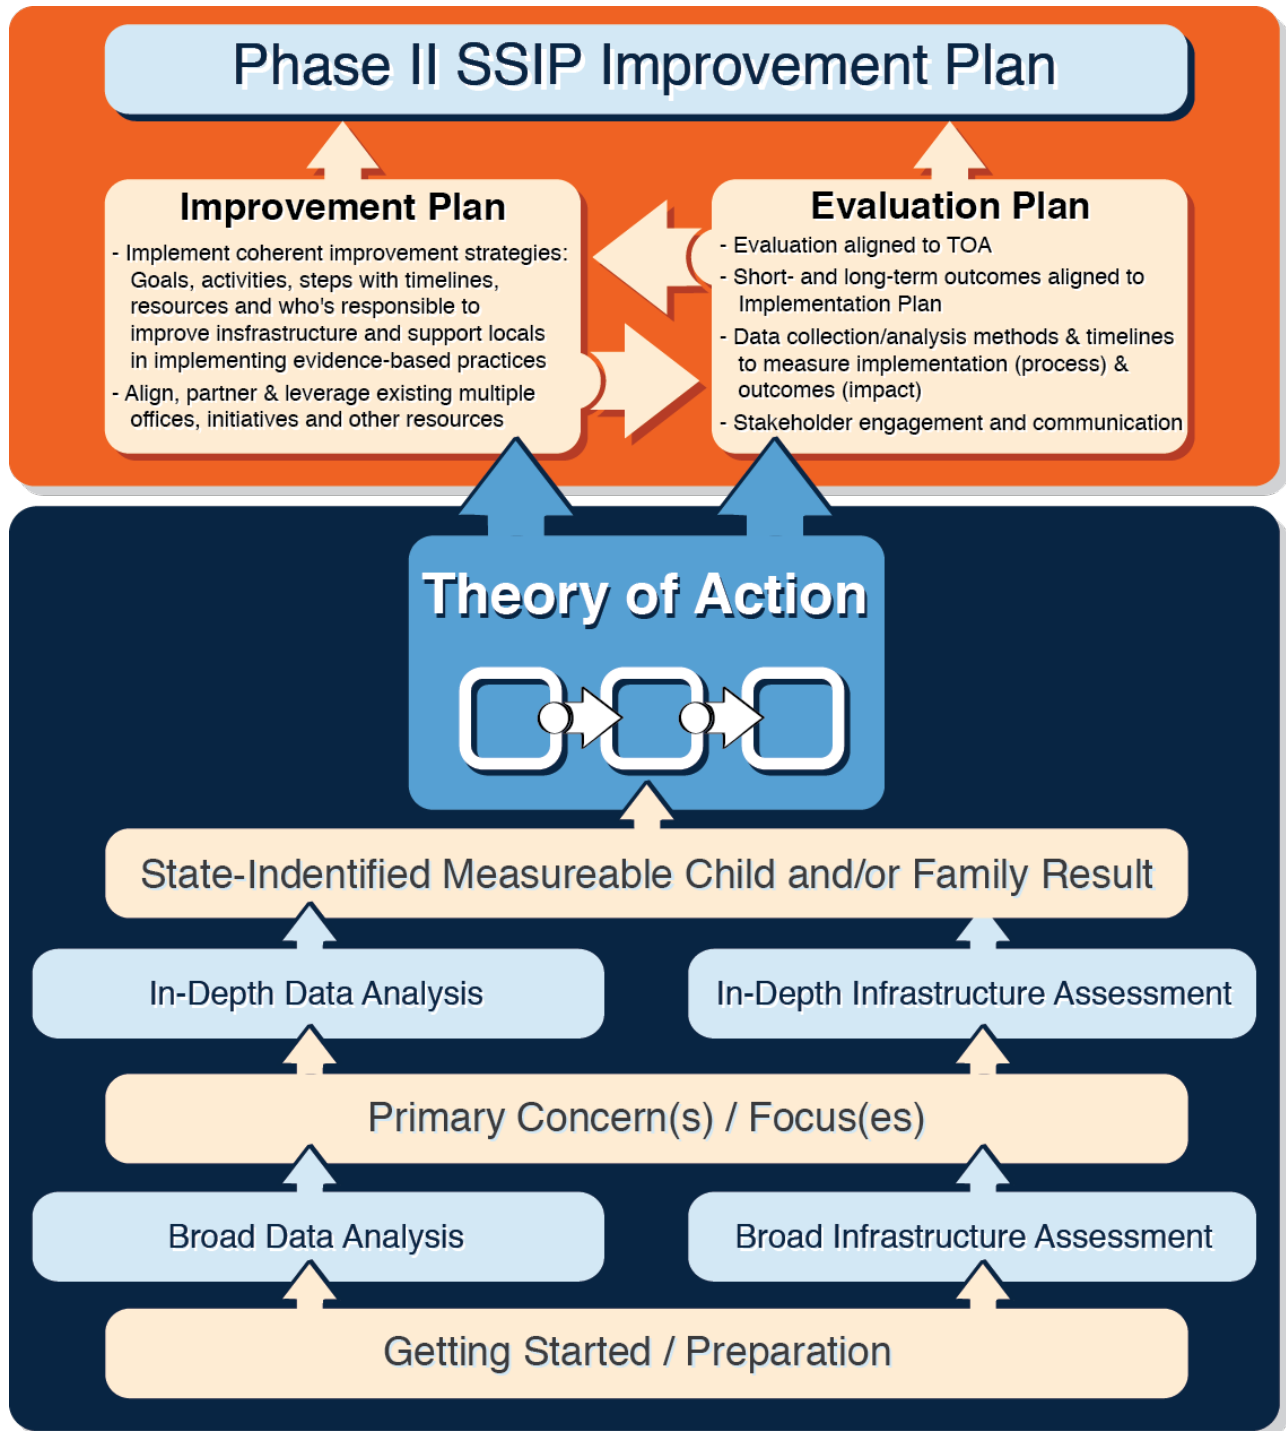 Phase II SSIP Improvement Plan
Improvement Plan
- Implement coherent improvement strategies:
Goals, activities, steps with timelines,
resources and who's responsible to
improve insfrastructure and support locals
in implementing evidence-based practices
- Align, partner & leverage existing multiple
offices, initiatives and other resources
Evaluation Plan
- Evaluation aligned to TOA
- Short- and long-term outcomes aligned to
Implementation Plan
- Data collection/analysis methods & timelines
to measure implementation (process) &
outcomes (impact)
- Stakeholder engagement and communication
Theory of Action
State-Indentified Measureable Child and/or Family Result
In-Depth Data Analysis
In-Depth Infrastructure Assessment
Primary Concern(s) / Focus(es)
Broad Data Analysis
Broad Infrastructure Assessment
Getting Started / Preparation